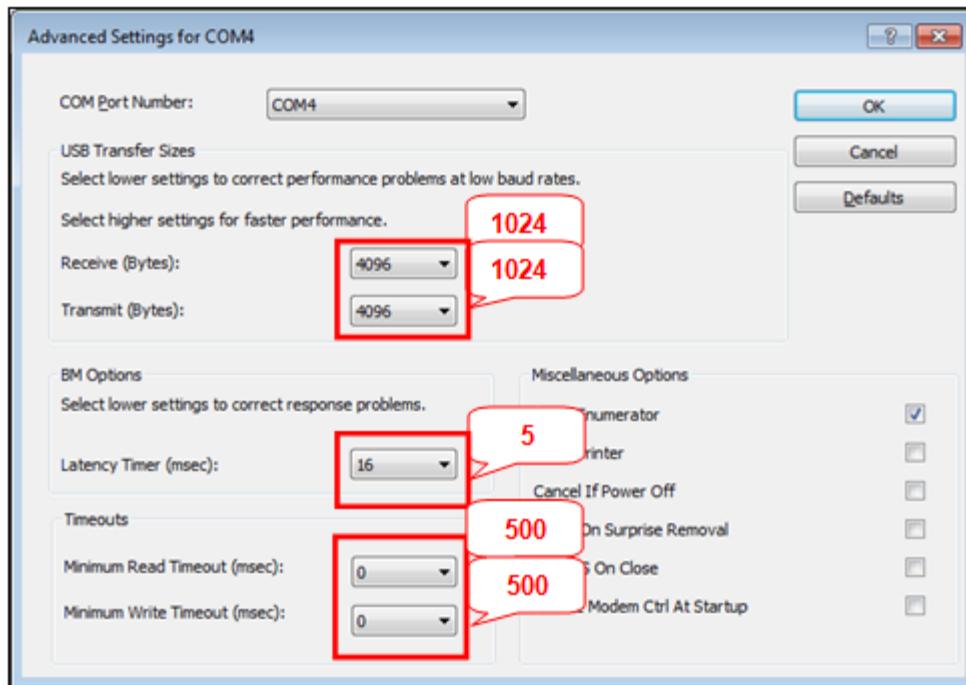 Advanced Settings for COM4
COM Port Number:
COM4
OK
Cancel
Defaults
USB Transfer Sizes
Select lower settings to correct performance problems at low baud rates.
Select higher settings for faster performance.
1024
Receive (Bytes):
4096
1024
Transmit (Bytes):
4096
BM Options
Select lower settings to correct response problems.
Latency Timer (msec):
16
5
Timeouts
Minimum Read Timeout (msec):
0
500
Minimum Write Timeout (msec):
0
500
Miscellaneous Options
Enumerator
Cancel If Power Off
On Surprise Removal
On Close
Modem Ctrl At Startup